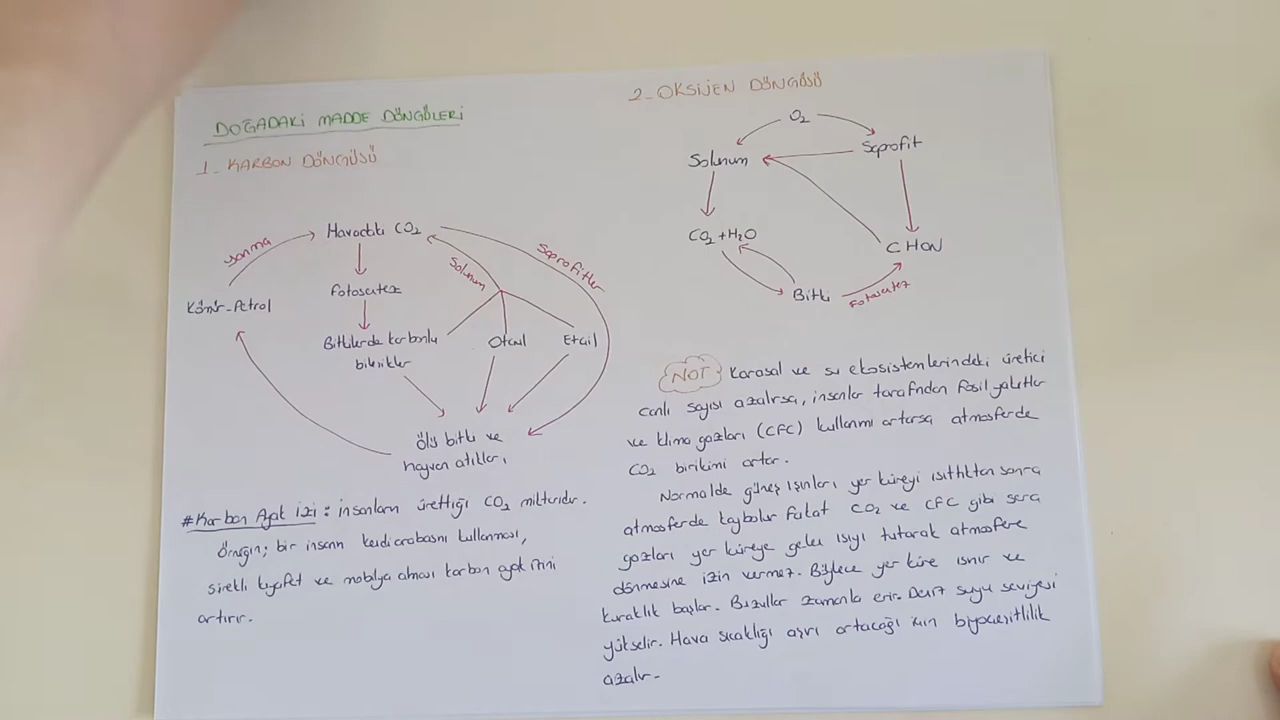 DOĞADAKİ MADDE DÖNGÜLERİ
1_ KARBON DÖNGÜSÜ
Havadaki CO₂
yanma
Solunum
Saprofitler
Fotosentez
Kömür-Petrol
Bitkilerde karbonlu
bileşikler
Otçul
Etçil
Ölü bitki ve
hayvan atıkları
#Karbon Ayak izi : insanların ürettiği CO₂ miktarıdır.
Örneğin; bir insanın kendi arabasını kullanması,
sürekli kıyafet ve mobilya alması karbon ayak izini
artırır.
2_ OKSİJEN DÖNGÜSÜ
O₂
Solunum
Saprofit
CO₂ + H₂O
CHON
Bitki
Fotosentez
NOT Karasal ve su ekosistemlerindeki üretici
canlı sayısı azalırsa, insanlar tarafından fosil yakıtlar
ve klima gazları (CFC) kullanımı artarsa atmosferde
CO₂ birikimi artar.
Normalde güneş ışınları yer küreyi ısıttıktan sonra
atmosferde kaybolur fakat CO₂ ve CFC gibi sera
gazları yer küreye gelen ısıyı tutarak atmosfere
dönmesine izin vermez. Böylece yer küre ısınır ve
kuraklık başlar. Buzullar zamanla erir. Deniz suyu seviyesi
yükselir. Hava sıcaklığı aşırı artacağı için biyoçeşitlilik
azalır.